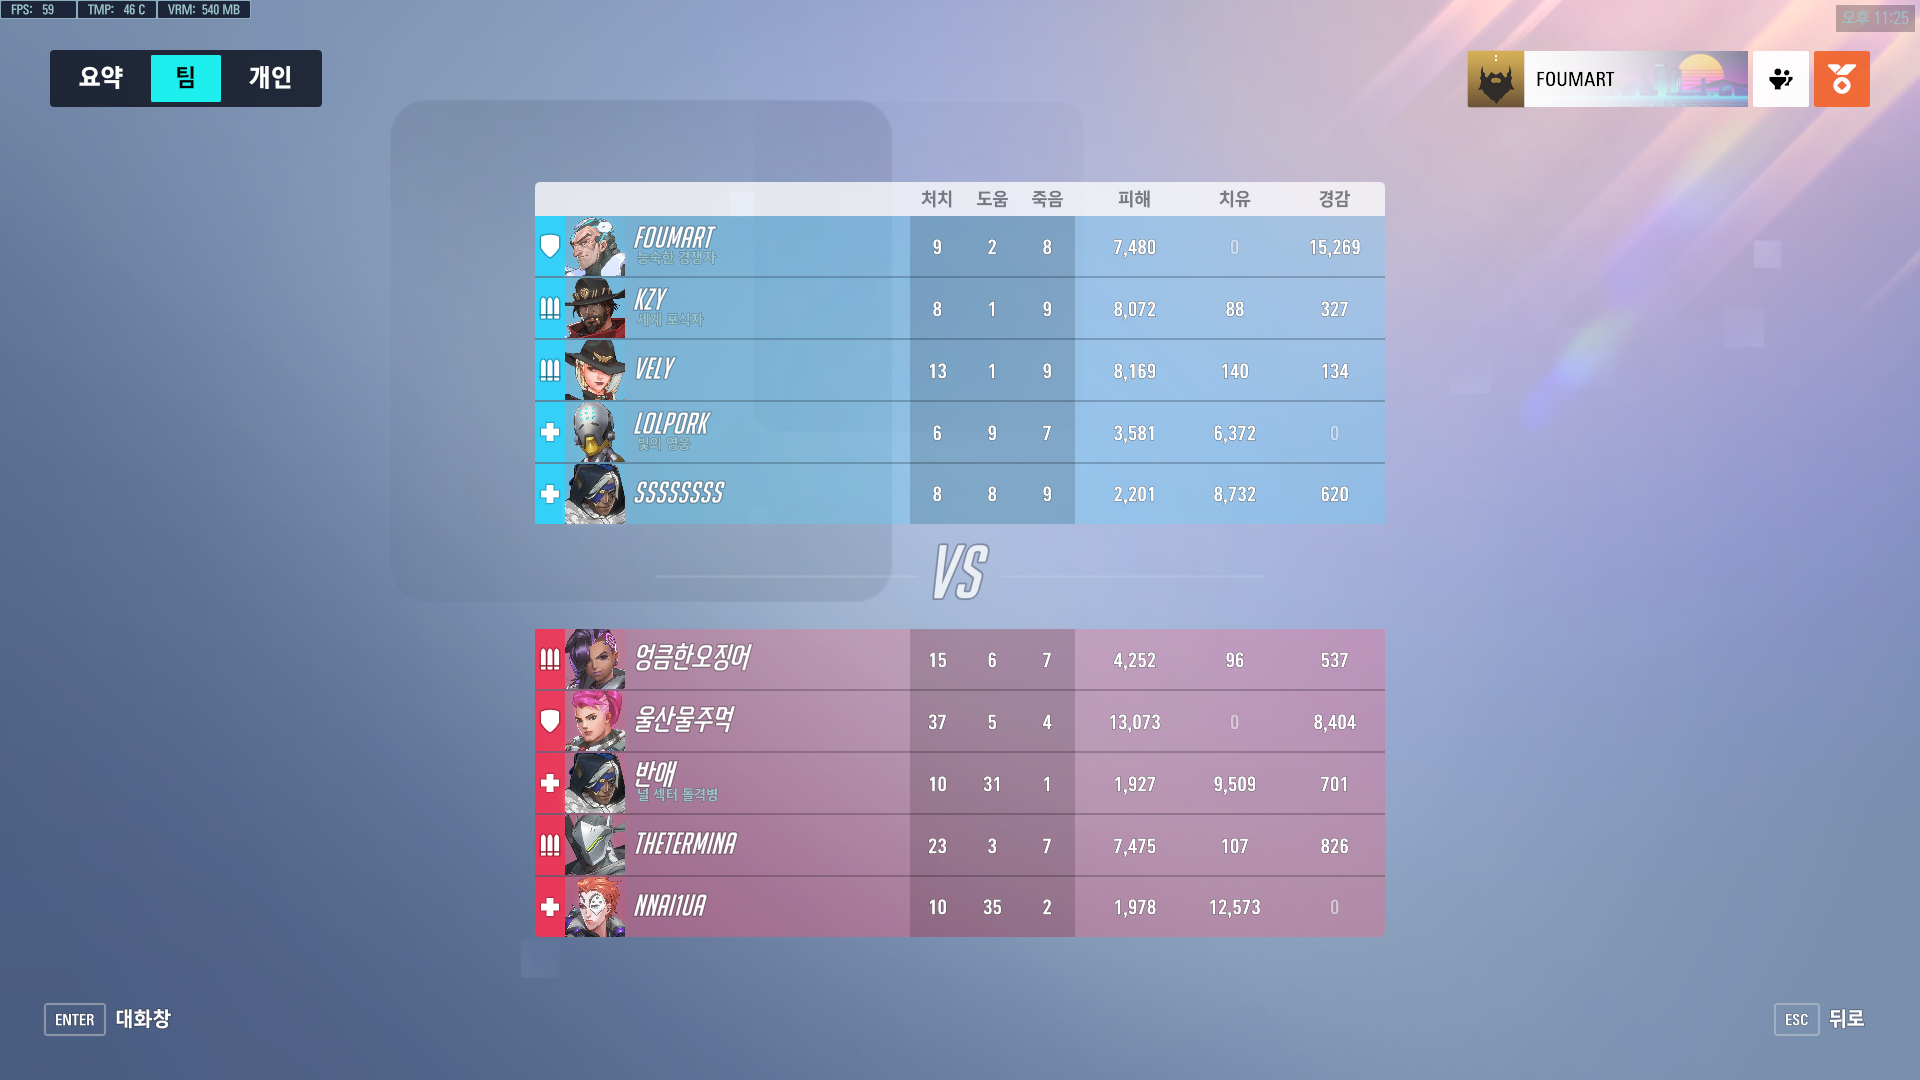 FPS: 59 TMP: 46 C VRM: 540 MB
오후 11:25
요약 팀 개인
FOUMART
처치 도움 죽음 피해 치유 경감
FOUMART 9 2 8 7,480 0 15,269
능숙한 경쟁자
KZY 8 1 9 8,072 88 327
세계 포식자
VELY 13 1 9 8,169 140 134
LOLPORK 6 9 7 3,581 6,372 0
빛의 영웅
SSSSSSSS 8 8 9 2,201 8,732 620
VS
엉큼한오징어 15 6 7 4,252 96 537
울산물주먹 37 5 4 13,073 0 8,404
반애 10 31 1 1,927 9,509 701
널 섹터 돌격병
THETERMINA 23 3 7 7,475 107 826
NNAI1UA 10 35 2 1,978 12,573 0
ENTER 대화창
ESC 뒤로